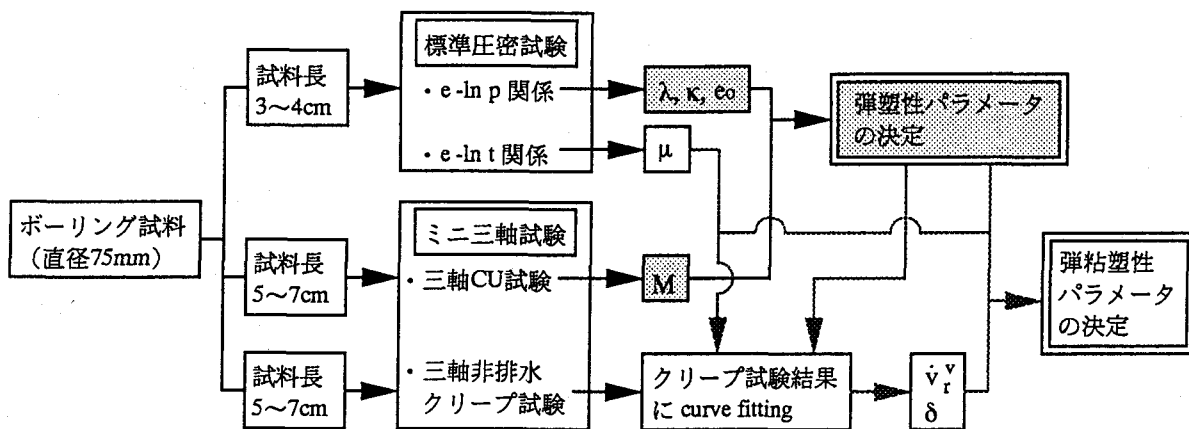 ボーリング試料
（直径75mm）
試料長
3〜4cm
標準圧密試験
・e -ln p 関係
・e -ln t 関係
λ, κ, e₀
μ
弾塑性パラメータ
の決定
試料長
5〜7cm
ミニ三軸試験
・三軸CU試験
M
試料長
5〜7cm
・三軸非排水
クリープ試験
クリープ試験結果
に curve fitting
v̇ᵣᵛ
δ
弾粘塑性
パラメータ
の決定